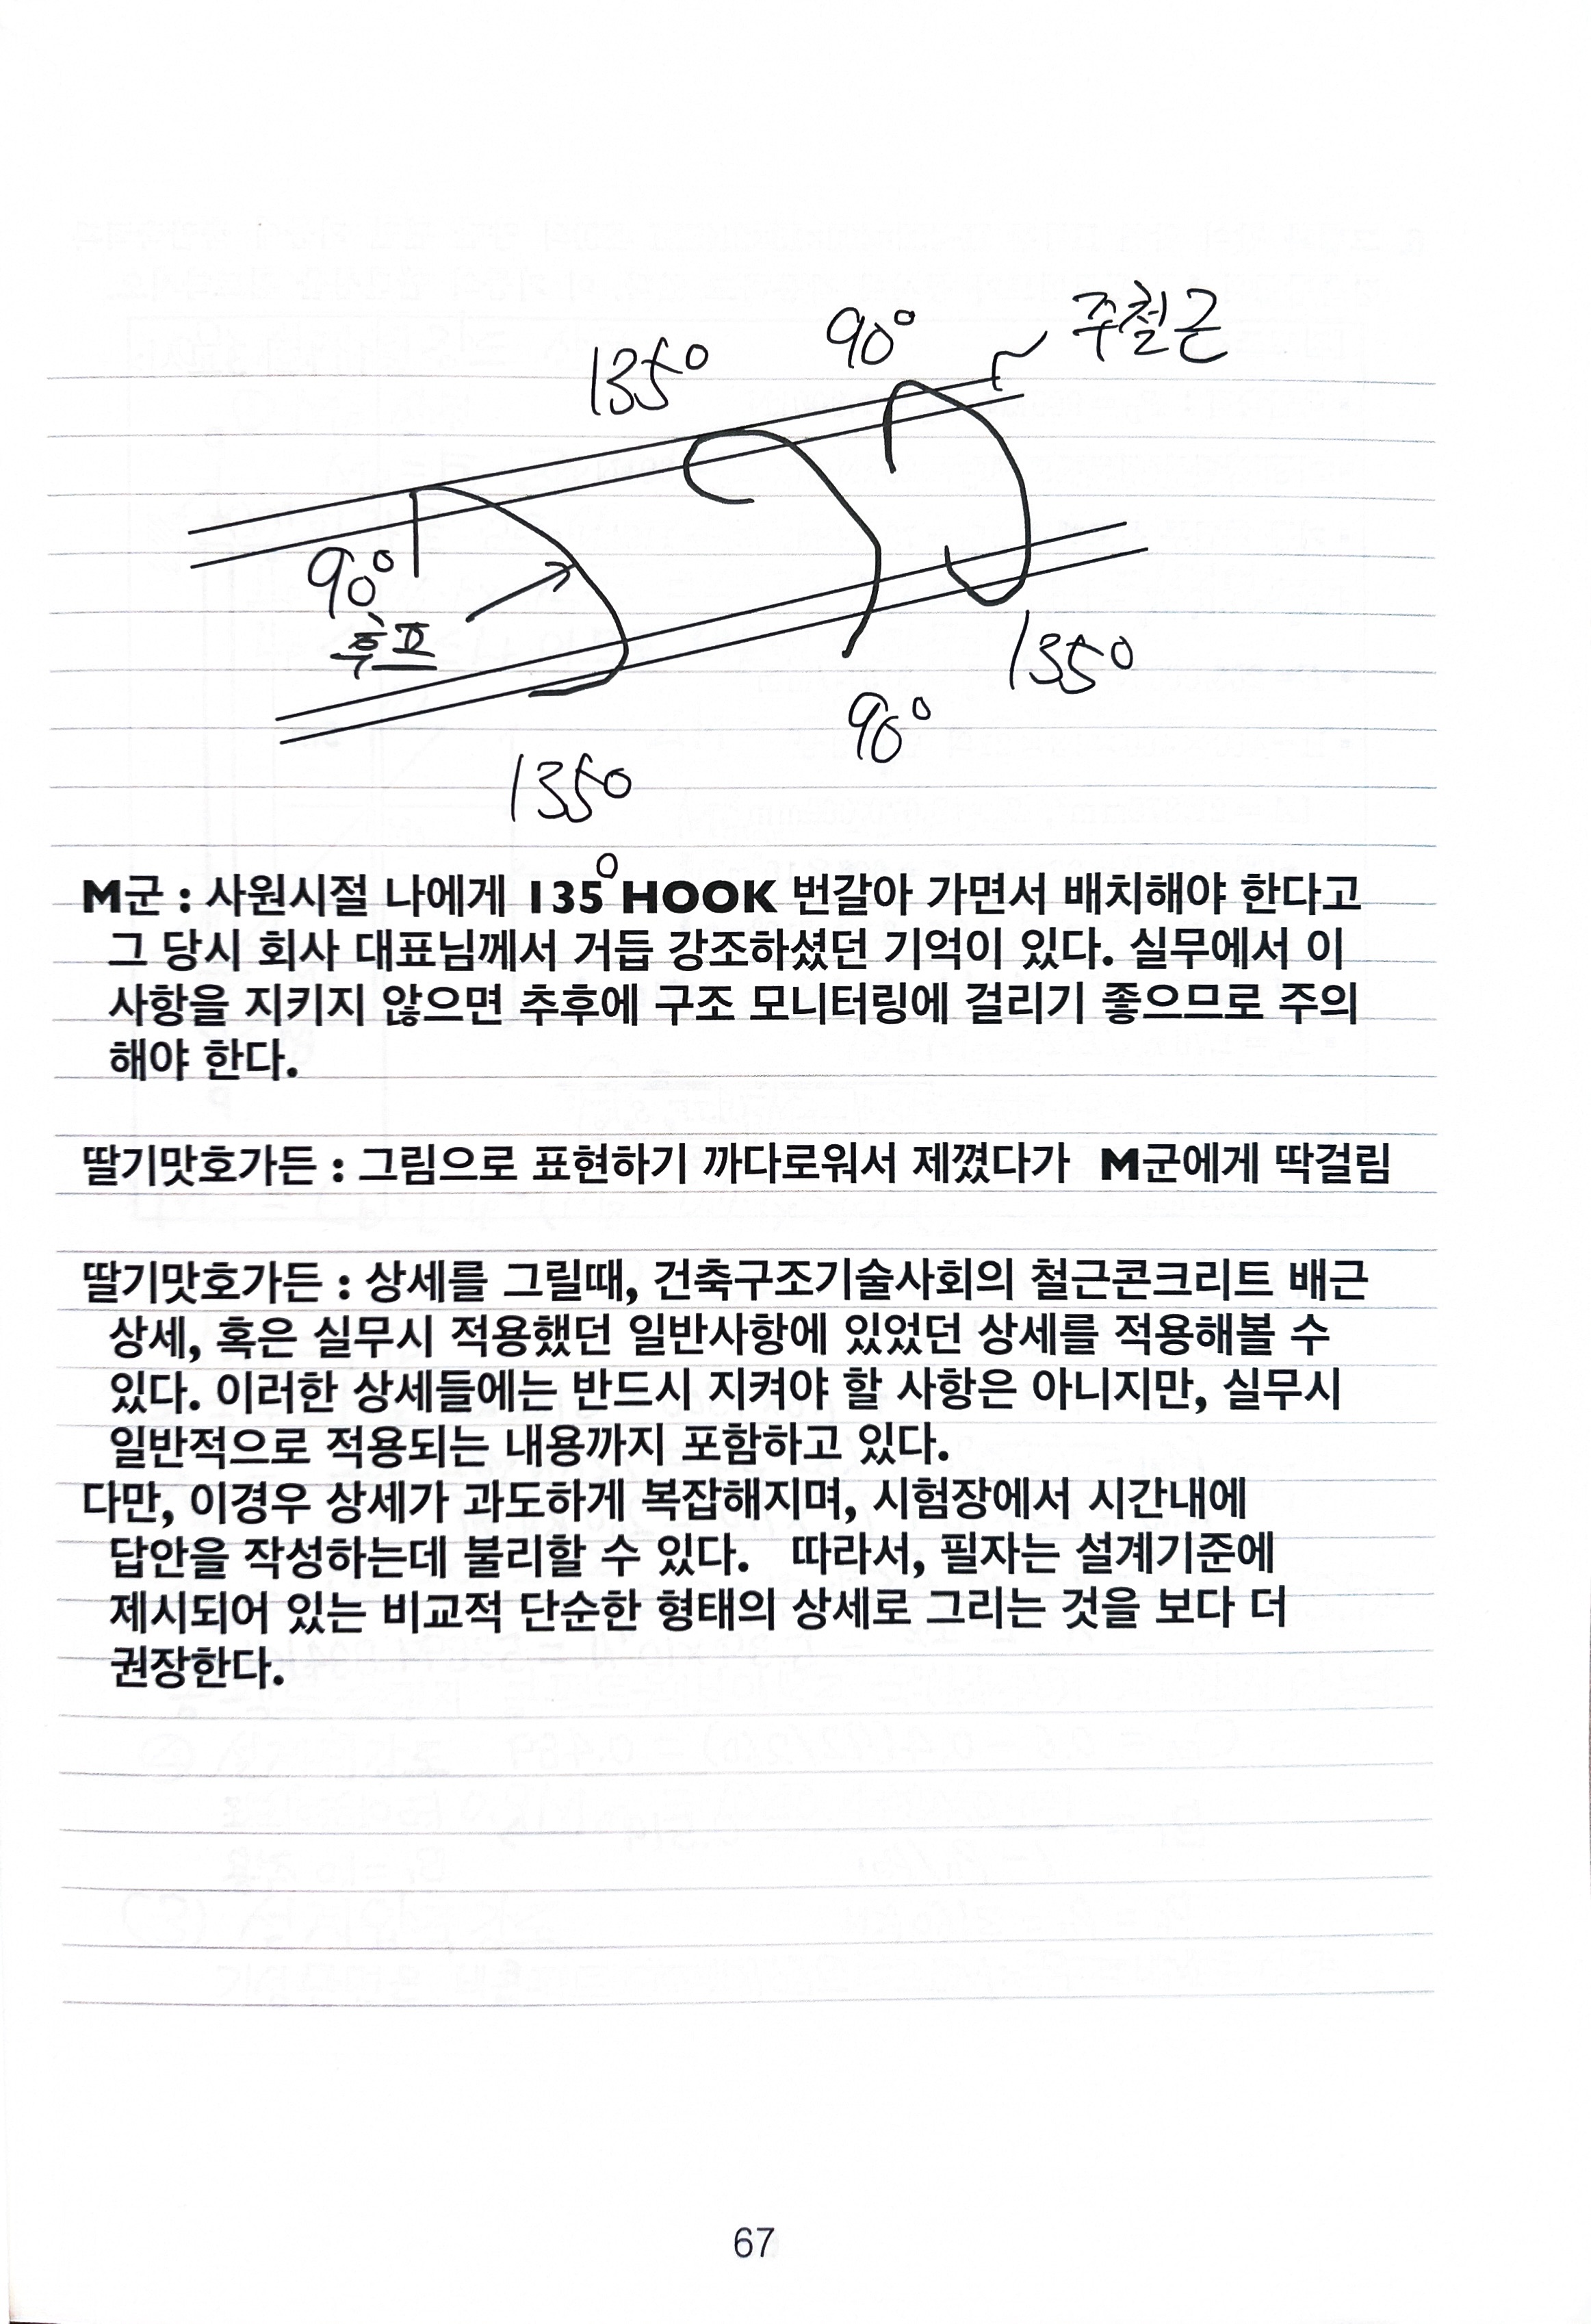 135°
90°
주철근
90°
후프
135°
90°
135°
M군 : 사원시절 나에게 135° HOOK 번갈아 가면서 배치해야 한다고
그 당시 회사 대표님께서 거듭 강조하셨던 기억이 있다. 실무에서 이
사항을 지키지 않으면 추후에 구조 모니터링에 걸리기 좋으므로 주의
해야 한다.
딸기맛호가든 : 그림으로 표현하기 까다로워서 제꼈다가 M군에게 딱걸림
딸기맛호가든 : 상세를 그릴때, 건축구조기술사회의 철근콘크리트 배근
상세, 혹은 실무시 적용했던 일반사항에 있었던 상세를 적용해볼 수
있다. 이러한 상세들에는 반드시 지켜야 할 사항은 아니지만, 실무시
일반적으로 적용되는 내용까지 포함하고 있다.
다만, 이경우 상세가 과도하게 복잡해지며, 시험장에서 시간내에
답안을 작성하는데 불리할 수 있다. 따라서, 필자는 설계기준에
제시되어 있는 비교적 단순한 형태의 상세로 그리는 것을 보다 더
권장한다.
67